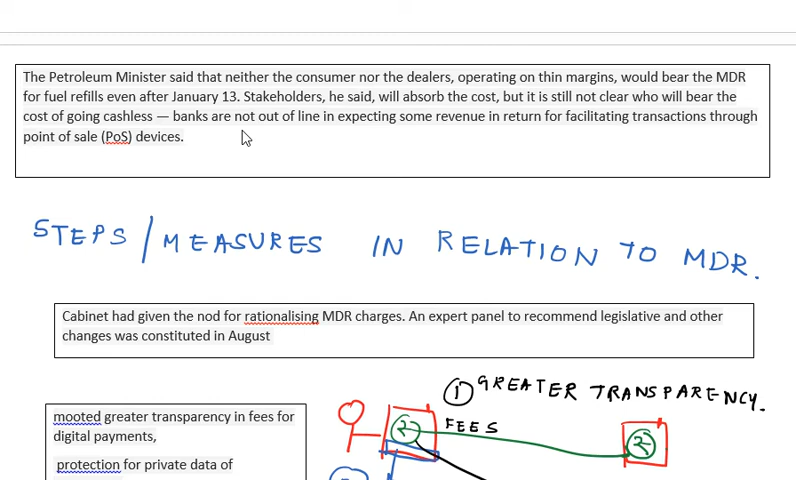 The Petroleum Minister said that neither the consumer nor the dealers, operating on thin margins, would bear the MDR
for fuel refills even after January 13. Stakeholders, he said, will absorb the cost, but it is still not clear who will bear the
cost of going cashless — banks are not out of line in expecting some revenue in return for facilitating transactions through
point of sale (PoS) devices.
STEPS / MEASURES IN RELATION TO MDR.
Cabinet had given the nod for rationalising MDR charges. An expert panel to recommend legislative and other
changes was constituted in August
① GREATER TRANSPARENCY.
FEES
mooted greater transparency in fees for
digital payments,
protection for private data of